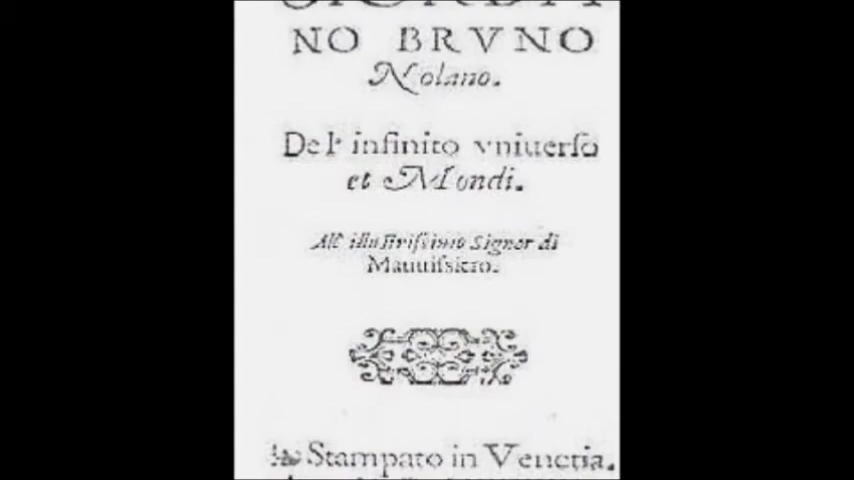 NO BRVNO
Nolano.
De l' infinito vniuerſo
et Mondi.
All' illuſtriſſimo Signor di
Mauuiſſiero.
Stampato in Venetia.